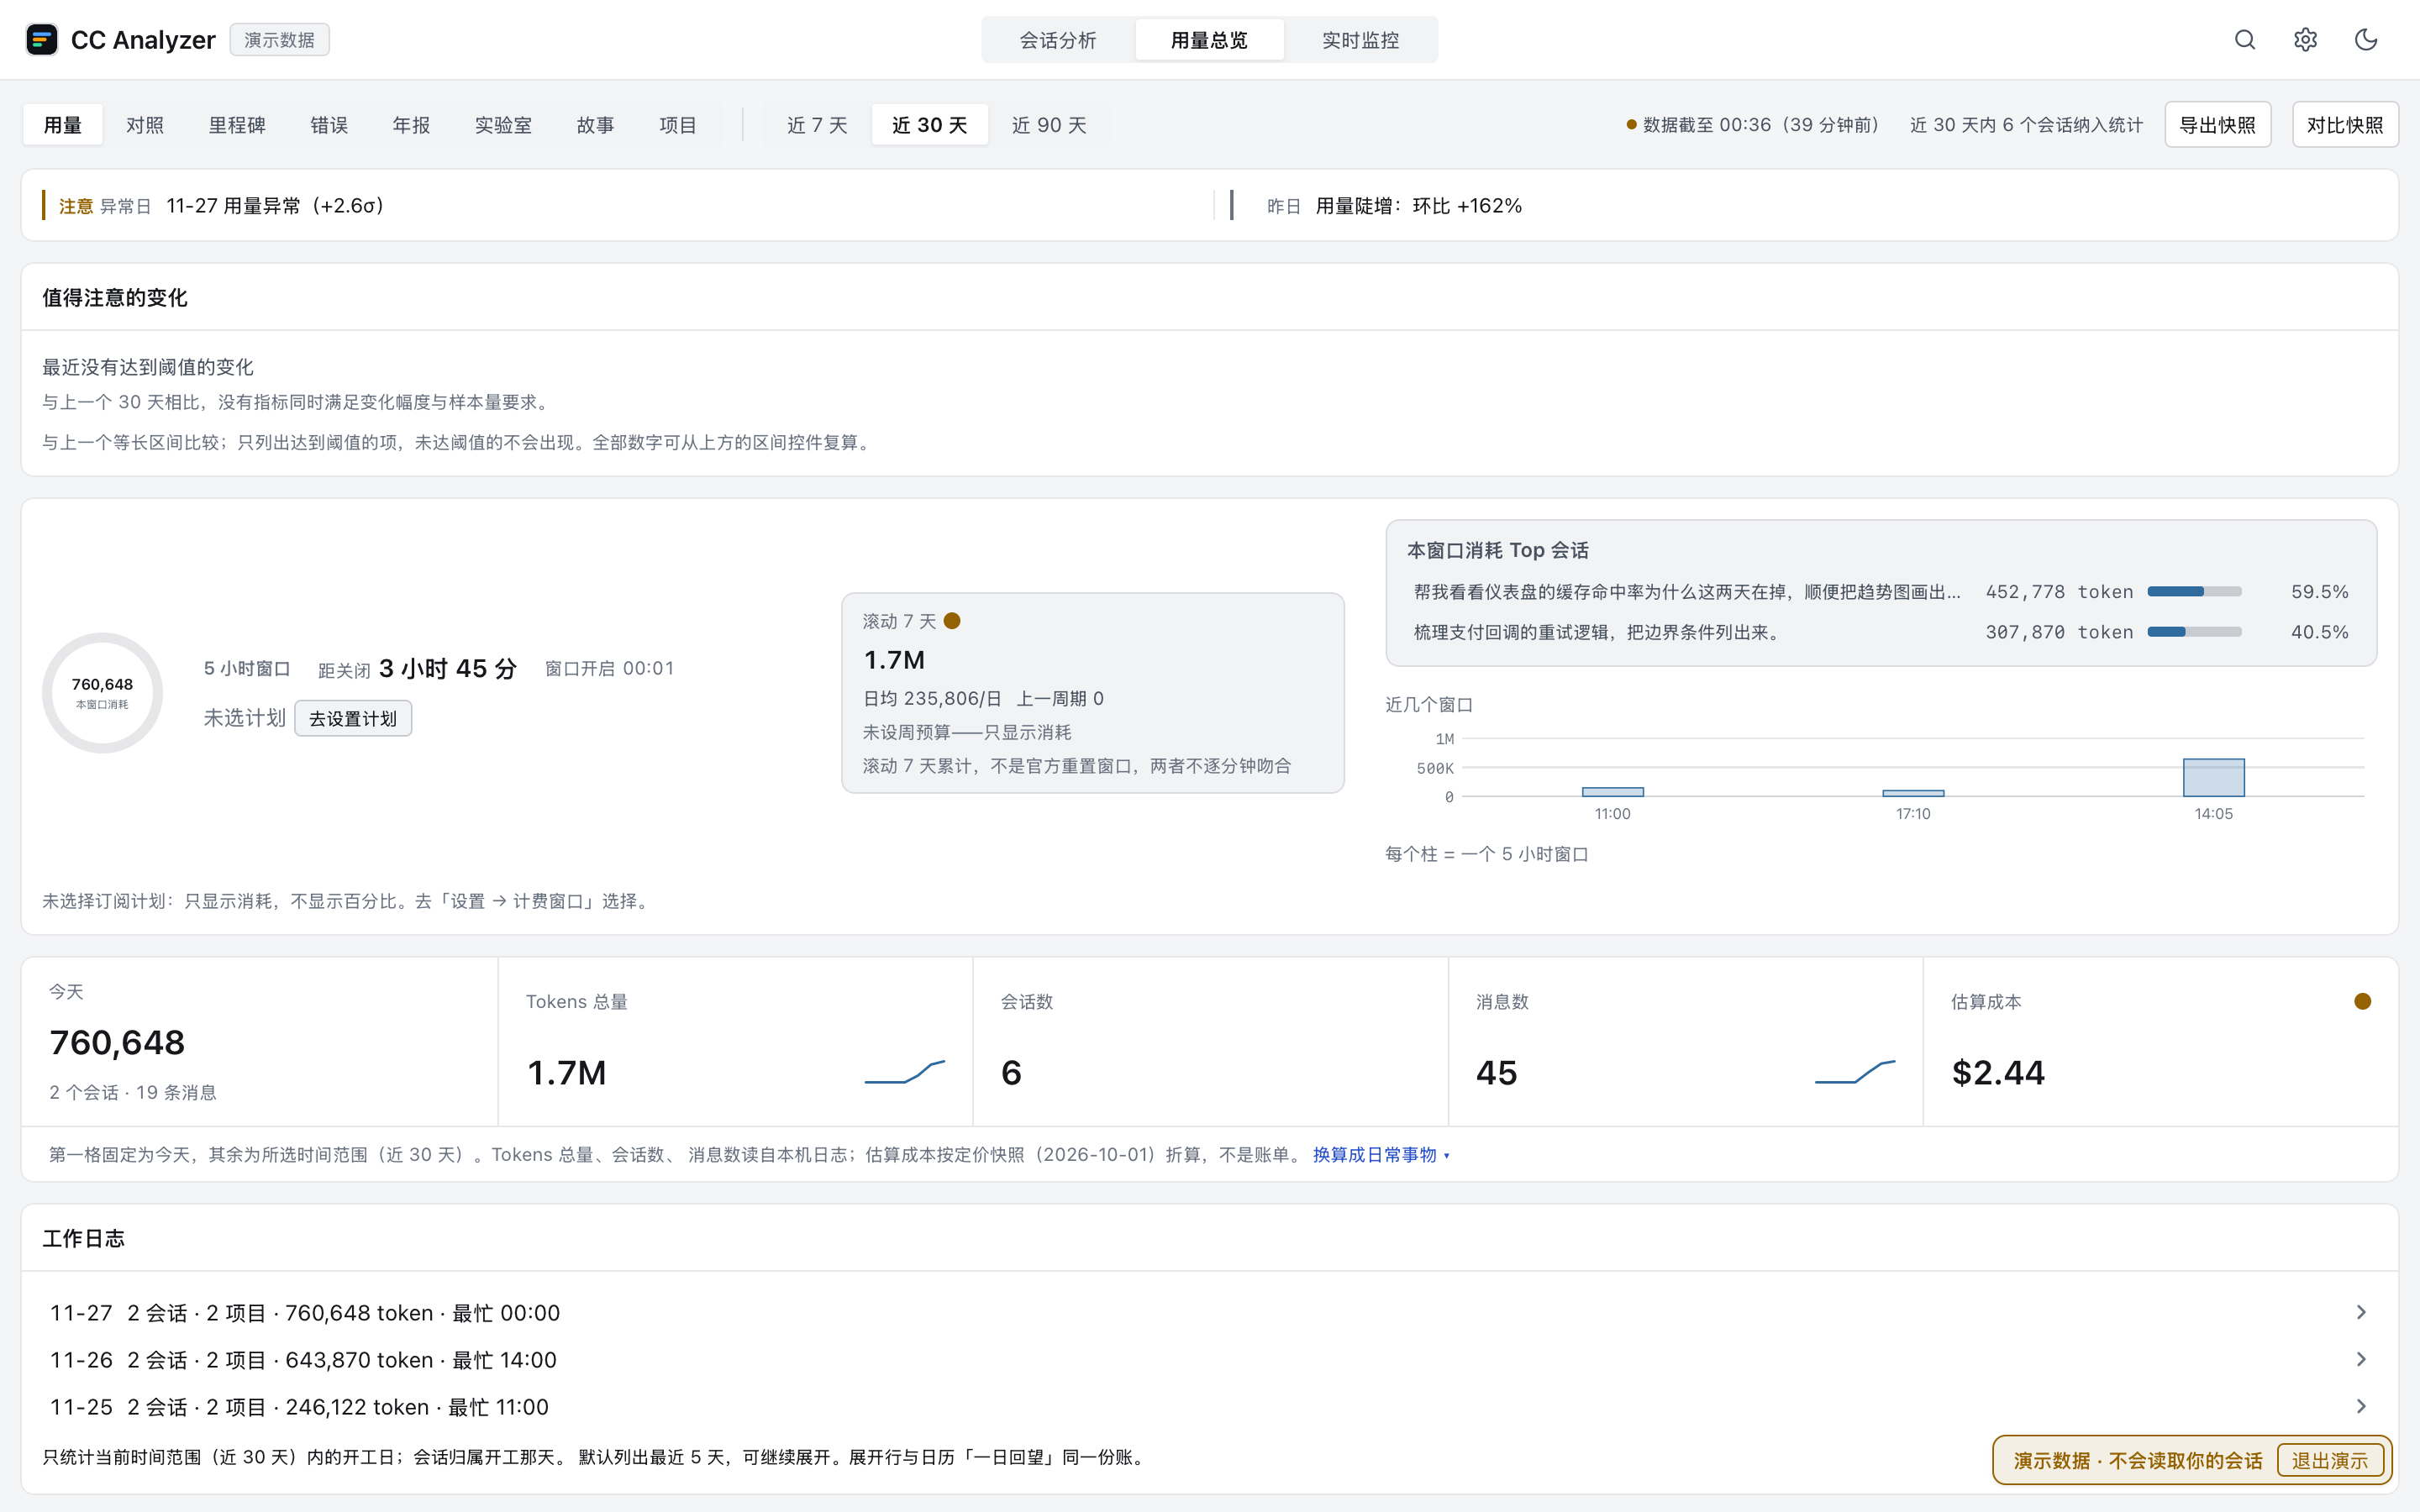 CC Analyzer 演示数据
会话分析 用量总览 实时监控
用量 对照 里程碑 错误 年报 实验室 故事 项目 近 7 天 近 30 天 近 90 天
数据截至 00:36（39 分钟前） 近 30 天内 6 个会话纳入统计 导出快照 对比快照
注意 异常日 11-27 用量异常（+2.6σ）
昨日 用量陡增：环比 +162%
值得注意的变化
最近没有达到阈值的变化
与上一个 30 天相比，没有指标同时满足变化幅度与样本量要求。
与上一个等长区间比较；只列出达到阈值的项，未达阈值的不会出现。全部数字可从上方的区间控件复算。
760,648
本窗口消耗
5 小时窗口 距关闭 3 小时 45 分 窗口开启 00:01
未选计划 去设置计划
滚动 7 天
1.7M
日均 235,806/日 上一周期 0
未设周预算——只显示消耗
滚动 7 天累计，不是官方重置窗口，两者不逐分钟吻合
本窗口消耗 Top 会话
帮我看看仪表盘的缓存命中率为什么这两天在掉，顺便把趋势图画出... 452,778 token 59.5%
梳理支付回调的重试逻辑，把边界条件列出来。 307,870 token 40.5%
近几个窗口
1M
500K
0
11:00 17:10 14:05
每个柱 = 一个 5 小时窗口
未选择订阅计划：只显示消耗，不显示百分比。去「设置 → 计费窗口」选择。
今天
760,648
2 个会话 · 19 条消息
Tokens 总量
1.7M
会话数
6
消息数
45
估算成本
$2.44
第一格固定为今天，其余为所选时间范围（近 30 天）。Tokens 总量、会话数、 消息数读自本机日志；估算成本按定价快照（2026-10-01）折算，不是账单。 换算成日常事物 ▾
工作日志
11-27 2 会话 · 2 项目 · 760,648 token · 最忙 00:00
11-26 2 会话 · 2 项目 · 643,870 token · 最忙 14:00
11-25 2 会话 · 2 项目 · 246,122 token · 最忙 11:00
只统计当前时间范围（近 30 天）内的开工日；会话归属开工那天。 默认列出最近 5 天，可继续展开。展开行与日历「一日回望」同一份账。
演示数据 · 不会读取你的会话 退出演示